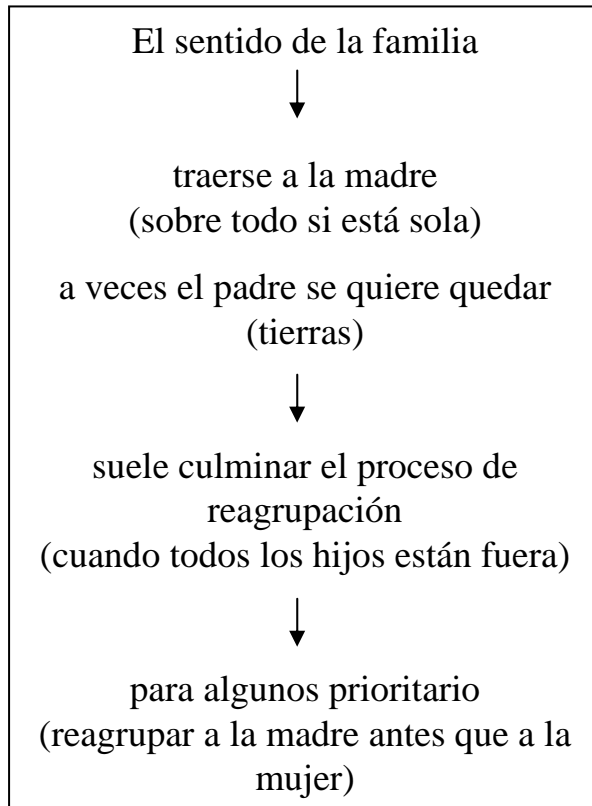 El sentido de la familia
traerse a la madre
(sobre todo si está sola)
a veces el padre se quiere quedar
(tierras)
suele culminar el proceso de
reagrupación
(cuando todos los hijos están fuera)
para algunos prioritario
(reagrupar a la madre antes que a la
mujer)